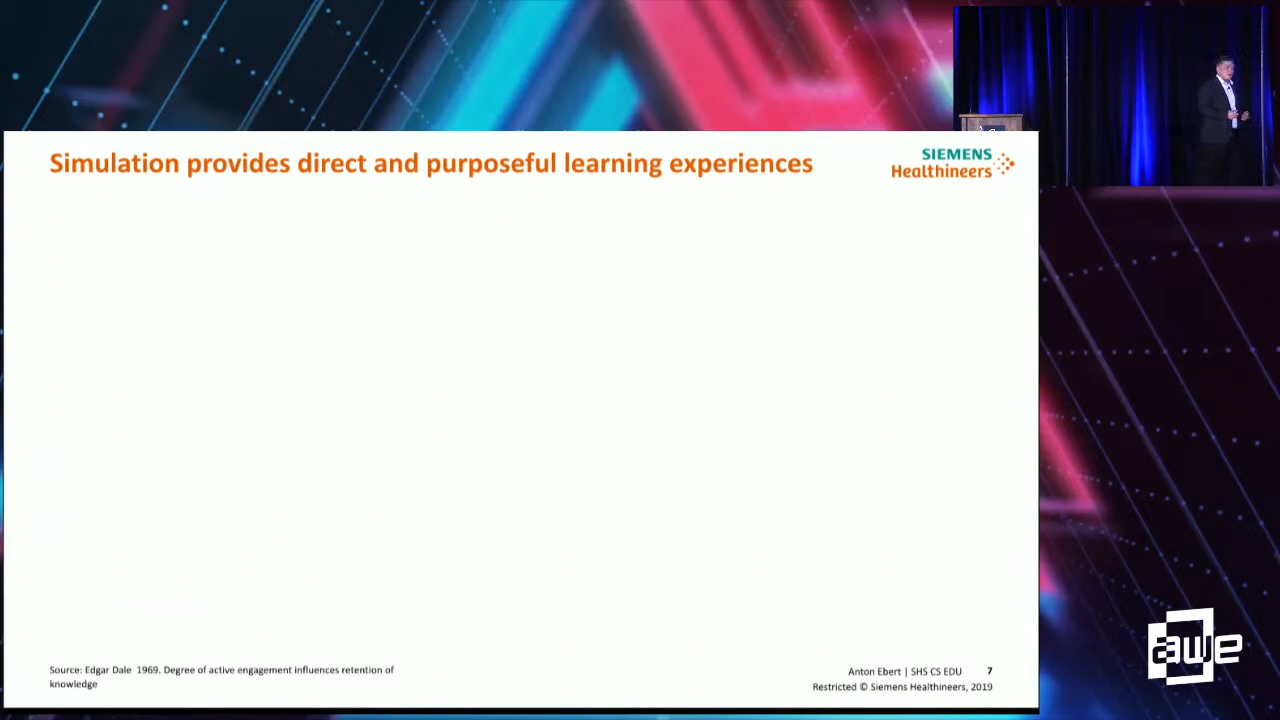 Simulation provides direct and purposeful learning experiences
SIEMENS
Healthineers
Source: Edgar Dale 1969. Degree of active engagement influences retention of
knowledge
Anton Ebert | SHS CS EDU 7
Restricted © Siemens Healthineers, 2019
awe